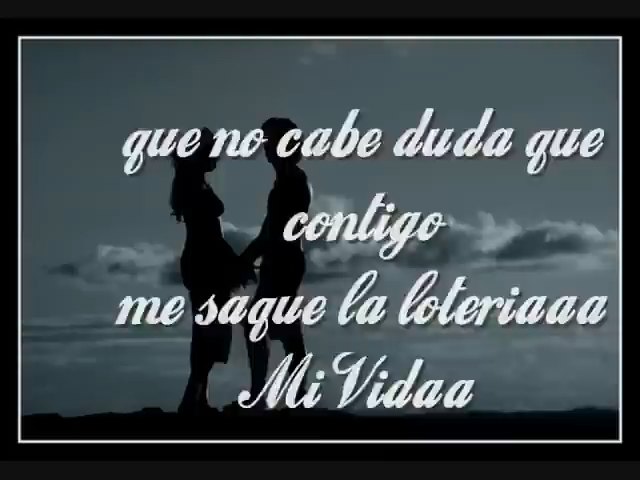 que no cabe duda que
contigo
me saque la loteriaaa
Mi Vidaa